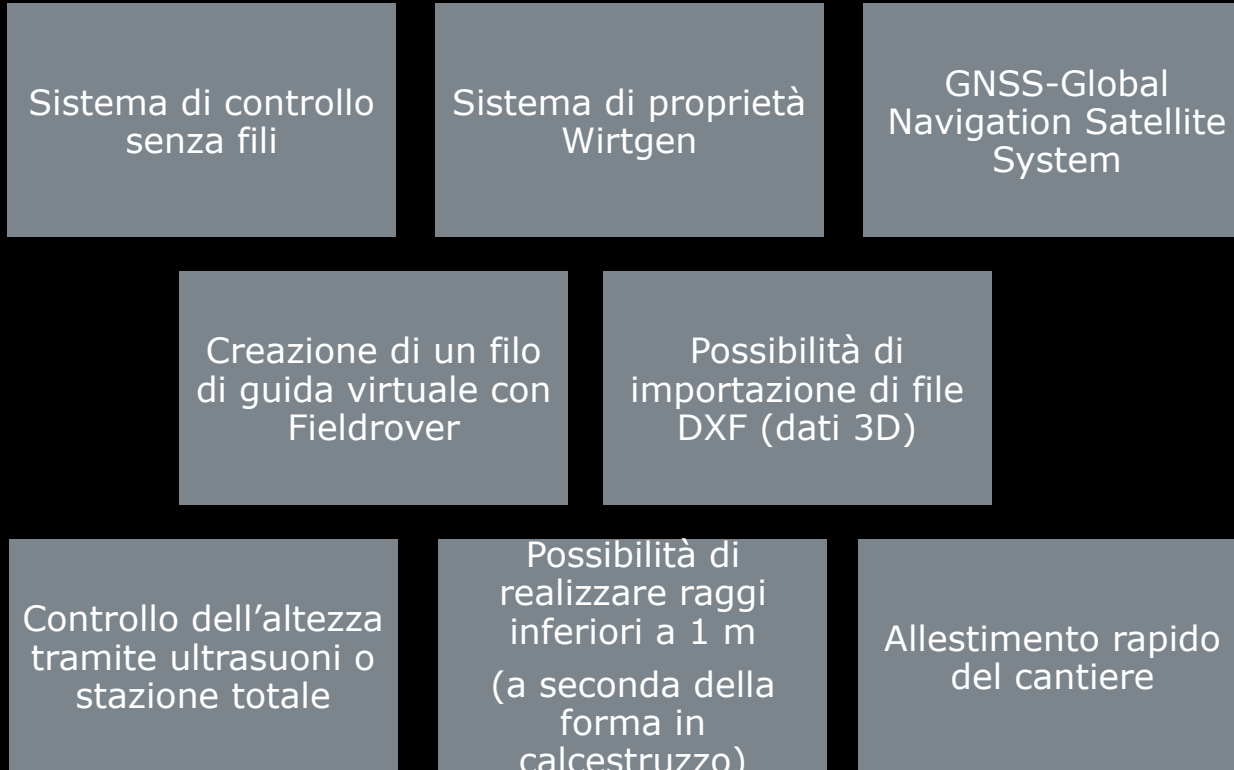 Sistema di controllo
senza fili
Sistema di proprietà
Wirtgen
GNSS-Global
Navigation Satellite
System
Creazione di un filo
di guida virtuale con
Fieldrover
Possibilità di
importazione di file
DXF (dati 3D)
Controllo dell’altezza
tramite ultrasuoni o
stazione totale
Possibilità di
realizzare raggi
inferiori a 1 m
(a seconda della
forma in
calcestruzzo)
Allestimento rapido
del cantiere